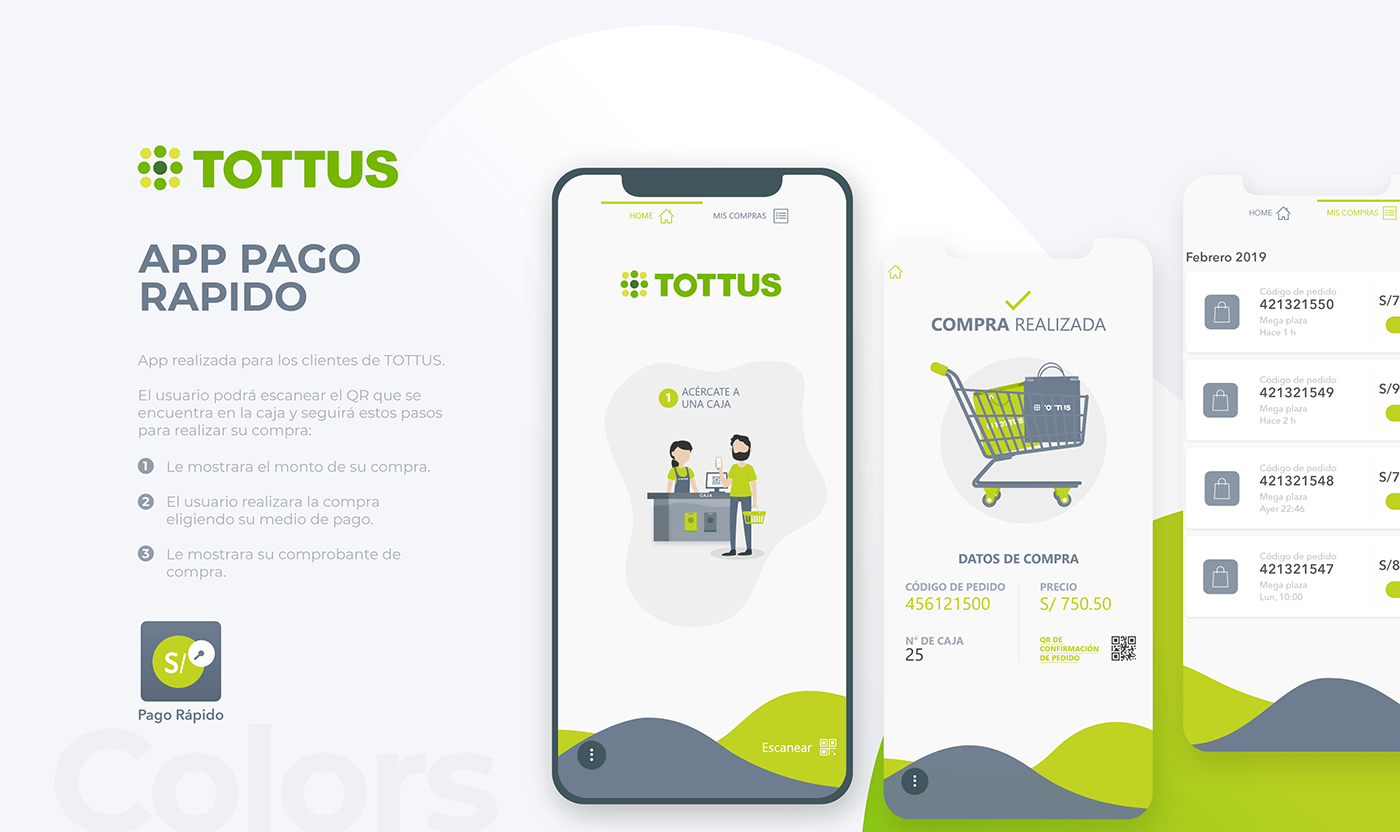 TOTTUS
APP PAGO
RAPIDO
App realizada para los clientes de TOTTUS.
El usuario podrá escanear el QR que se
encuentra en la caja y seguirá estos pasos
para realizar su compra:
1 Le mostrara el monto de su compra.
2 El usuario realizara la compra
eligiendo su medio de pago.
3 Le mostrara su comprobante de
compra.
S/
Pago Rápido
Colors
HOME
MIS COMPRAS
TOTTUS
1 ACÉRCATE A
UNA CAJA
CAJA
Escanear
COMPRA REALIZADA
TOTTUS
TOTTUS
DATOS DE COMPRA
CÓDIGO DE PEDIDO
456121500
PRECIO
S/ 750.50
N° DE CAJA
25
QR DE
CONFIRMACIÓN
DE PEDIDO
HOME
MIS COMPRAS
Febrero 2019
Código de pedido
421321550
Mega plaza
Hace 1 h
S/7
Código de pedido
421321549
Mega plaza
Hace 2 h
S/9
Código de pedido
421321548
Mega plaza
Ayer 22:46
S/7
Código de pedido
421321547
Mega plaza
Lun, 10:00
S/8